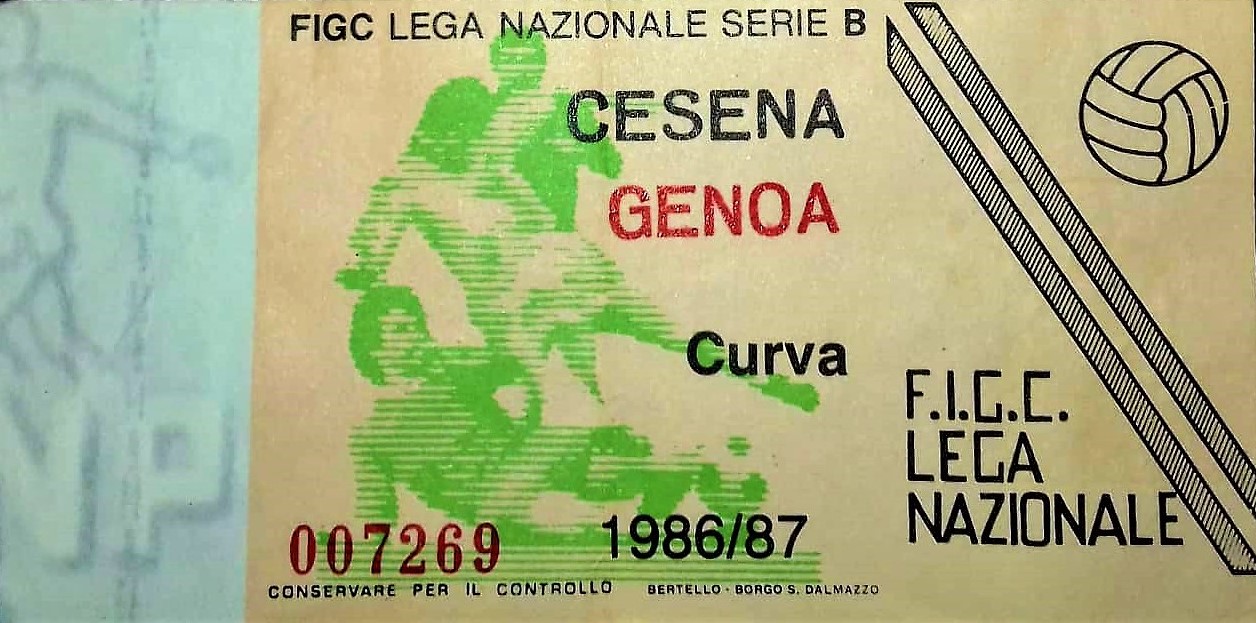 FIGC LEGA NAZIONALE SERIE B
CESENA
GENOA
Curva
F.I.G.C.
LEGA
NAZIONALE
007269
1986/87
CONSERVARE PER IL CONTROLLO
BERTELLO - BORGO S. DALMAZZO